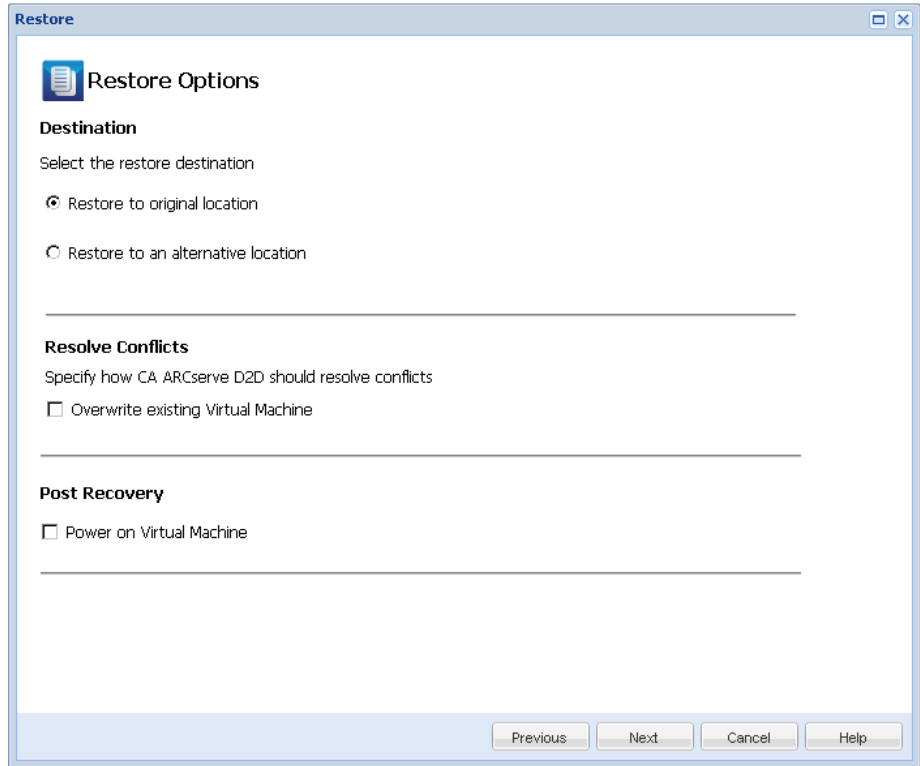 Restore
Restore Options
Destination
Select the restore destination
Restore to original location
Restore to an alternative location
Resolve Conflicts
Specify how CA ARCserve D2D should resolve conflicts
Overwrite existing Virtual Machine
Post Recovery
Power on Virtual Machine
Previous Next Cancel Help